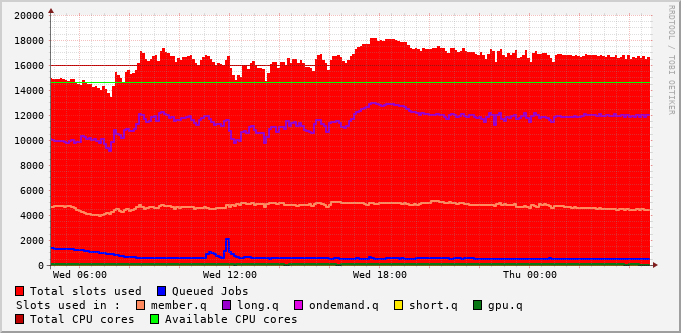 20000
18000
16000
14000
12000
10000
8000
6000
4000
2000
0
Wed 06:00 Wed 12:00 Wed 18:00 Thu 00:00
RRDTOOL / TOBI OETIKER
Total slots used Queued Jobs
Slots used in : member.q long.q ondemand.q short.q gpu.q
Total CPU cores Available CPU cores